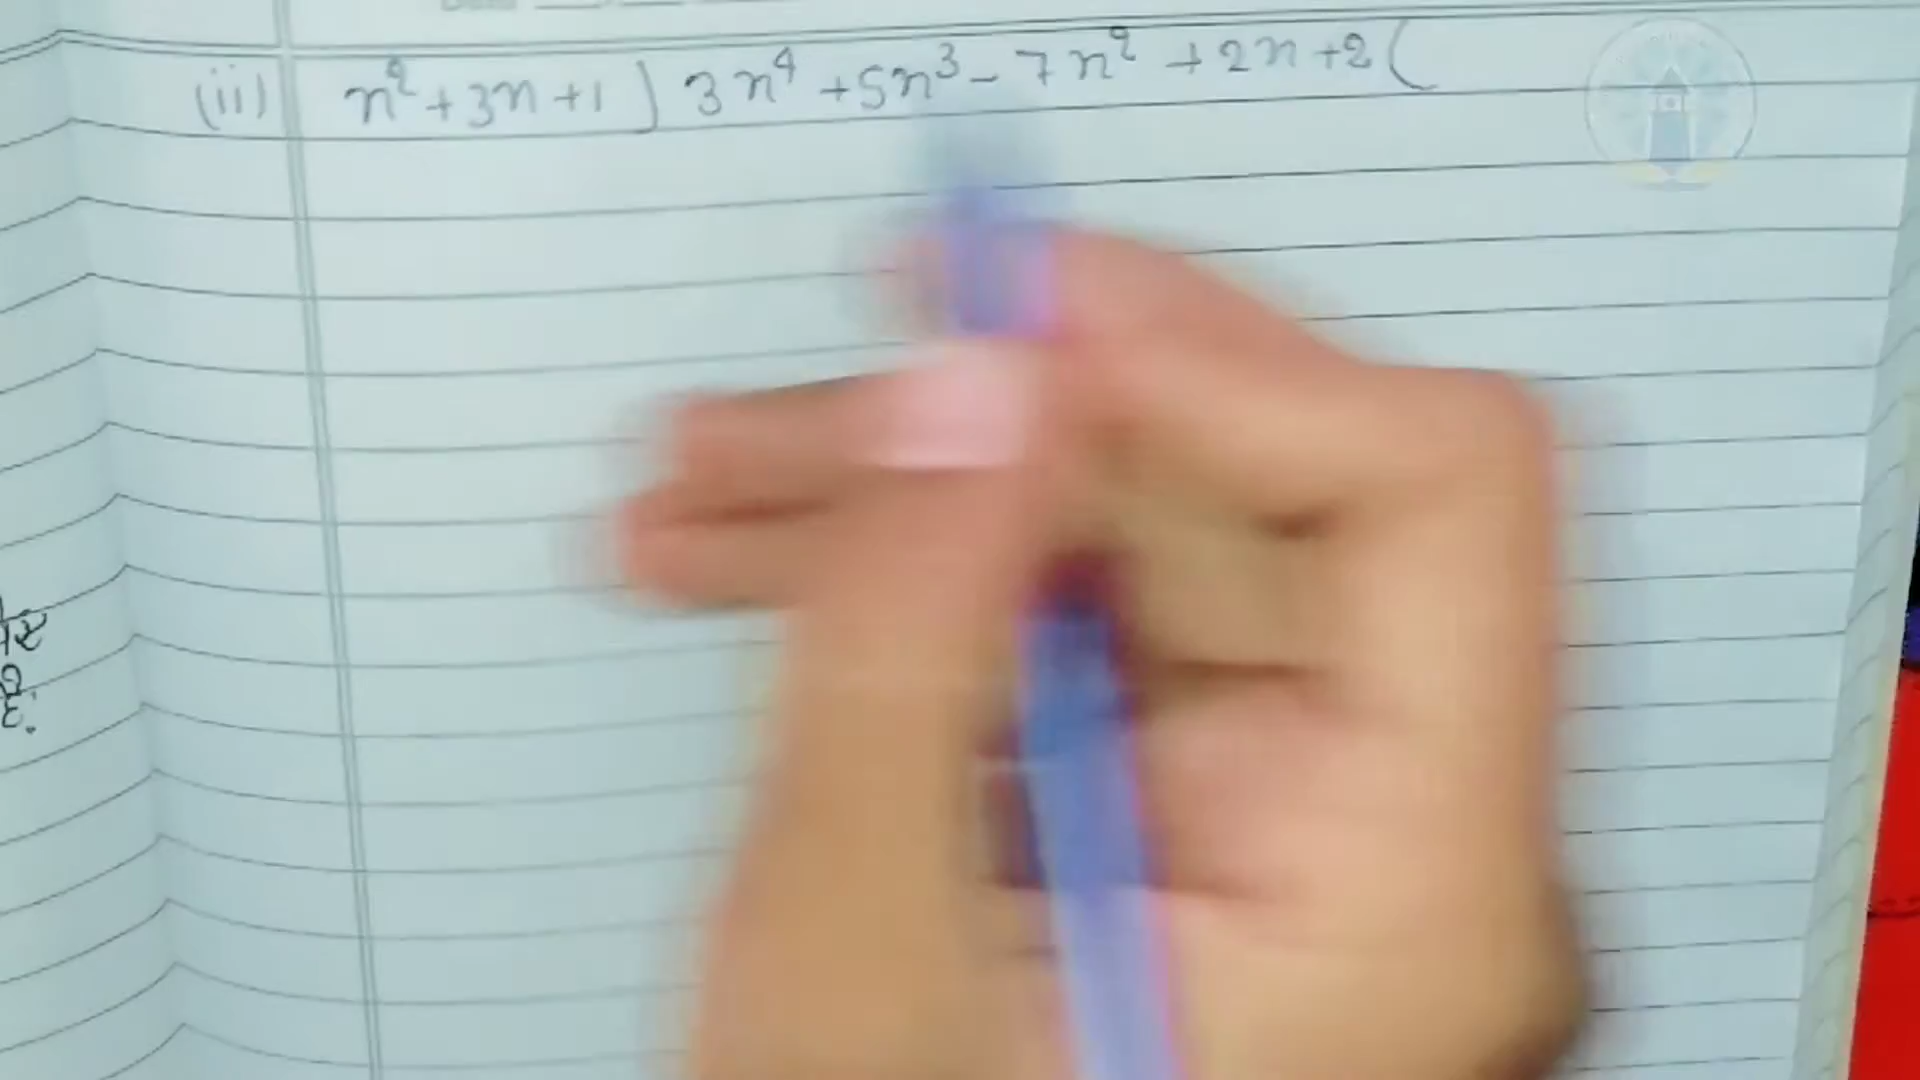 (ii) x² + 3x + 1 ) 3x⁴ + 5x³ - 7x² + 2x + 2 (